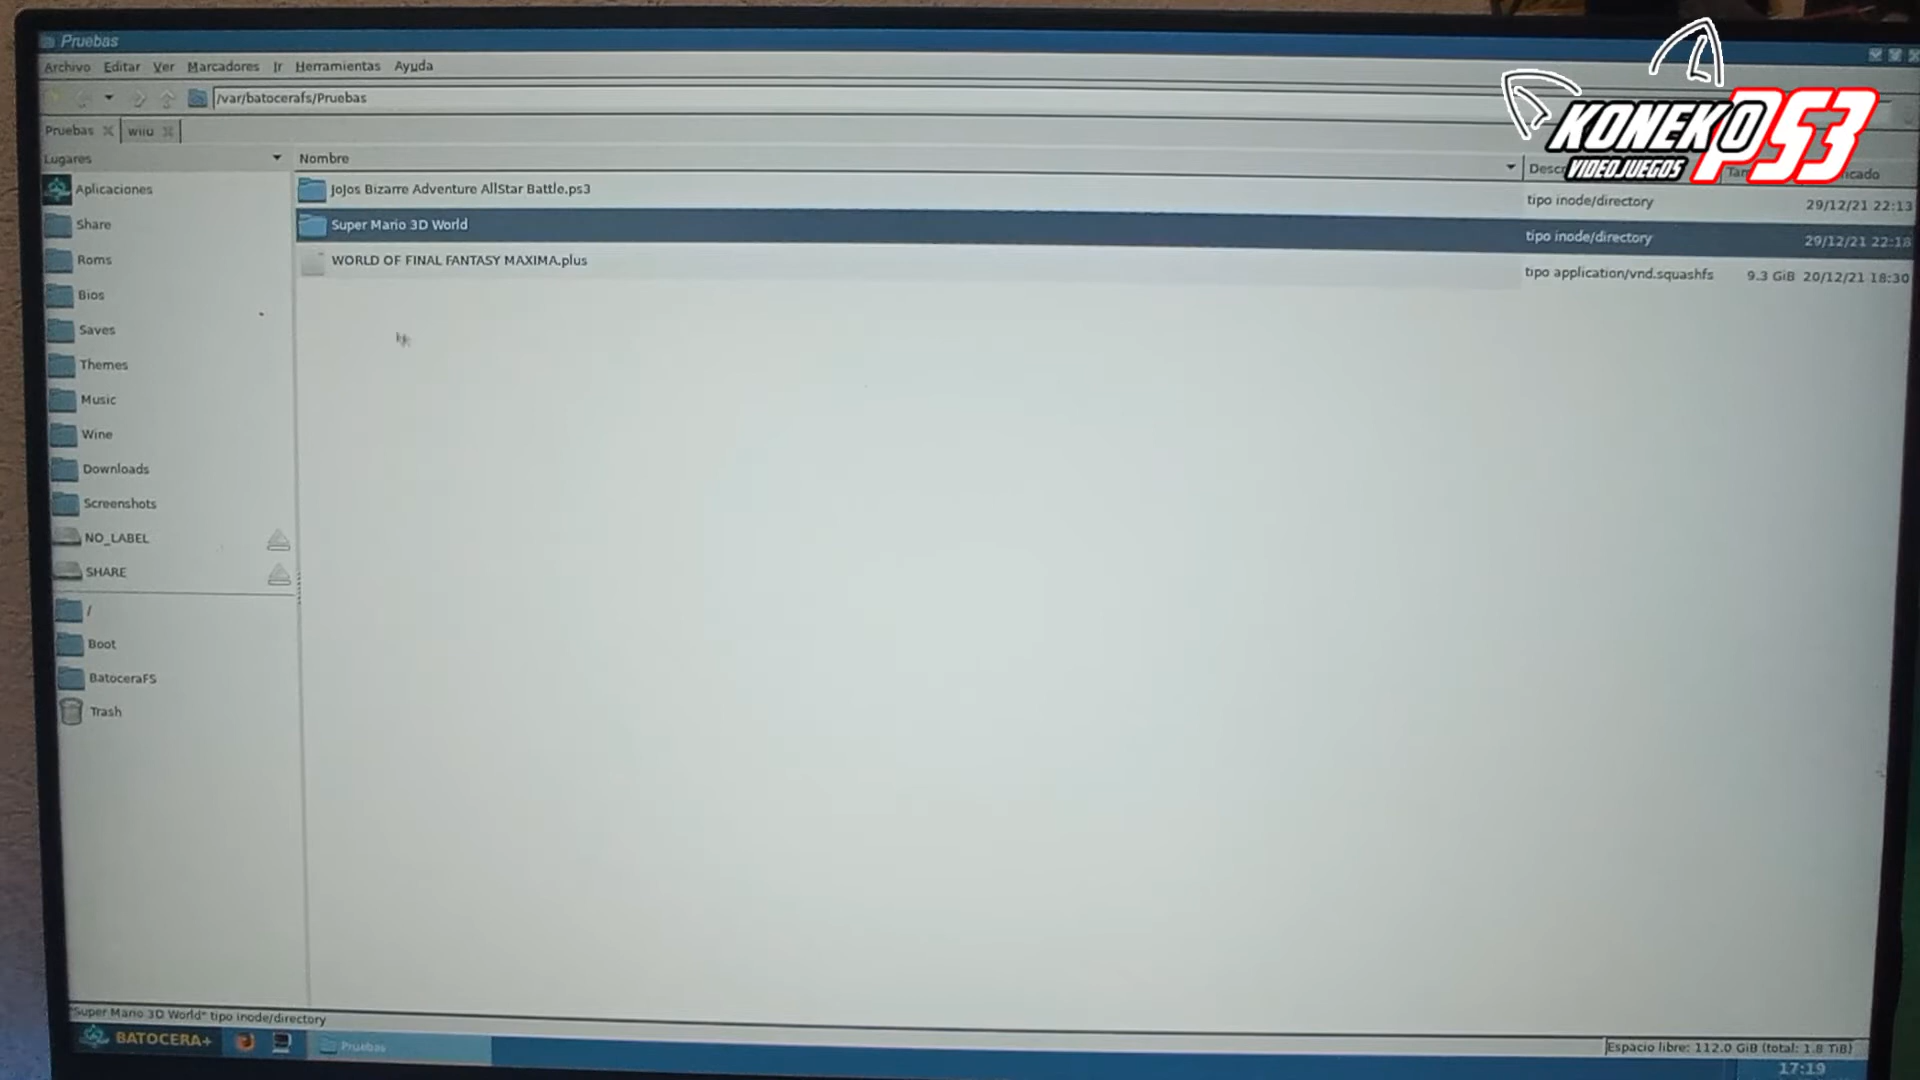 Pruebas
Archivo Editar Ver Marcadores Ir Herramientas Ayuda
/var/batocerafs/Pruebas
Pruebas wiiu
Lugares Nombre
KONEKO PS3
VIDEOJUEGOS
Aplicaciones
Share
Roms
Bios
Saves
Themes
Music
Wine
Downloads
Screenshots
NO_LABEL
SHARE
/
Boot
BatoceraFS
Trash
JoJos Bizarre Adventure AllStar Battle.ps3 tipo inode/directory 29/12/21 22:13
Super Mario 3D World tipo inode/directory 29/12/21 22:18
WORLD OF FINAL FANTASY MAXIMA.plus tipo application/vnd.squashfs 9.3 GiB 20/12/21 18:30
"Super Mario 3D World" tipo inode/directory
Espacio libre: 112.0 GiB (total: 1.8 TiB)
BATOCERA+ Pruebas
17:19